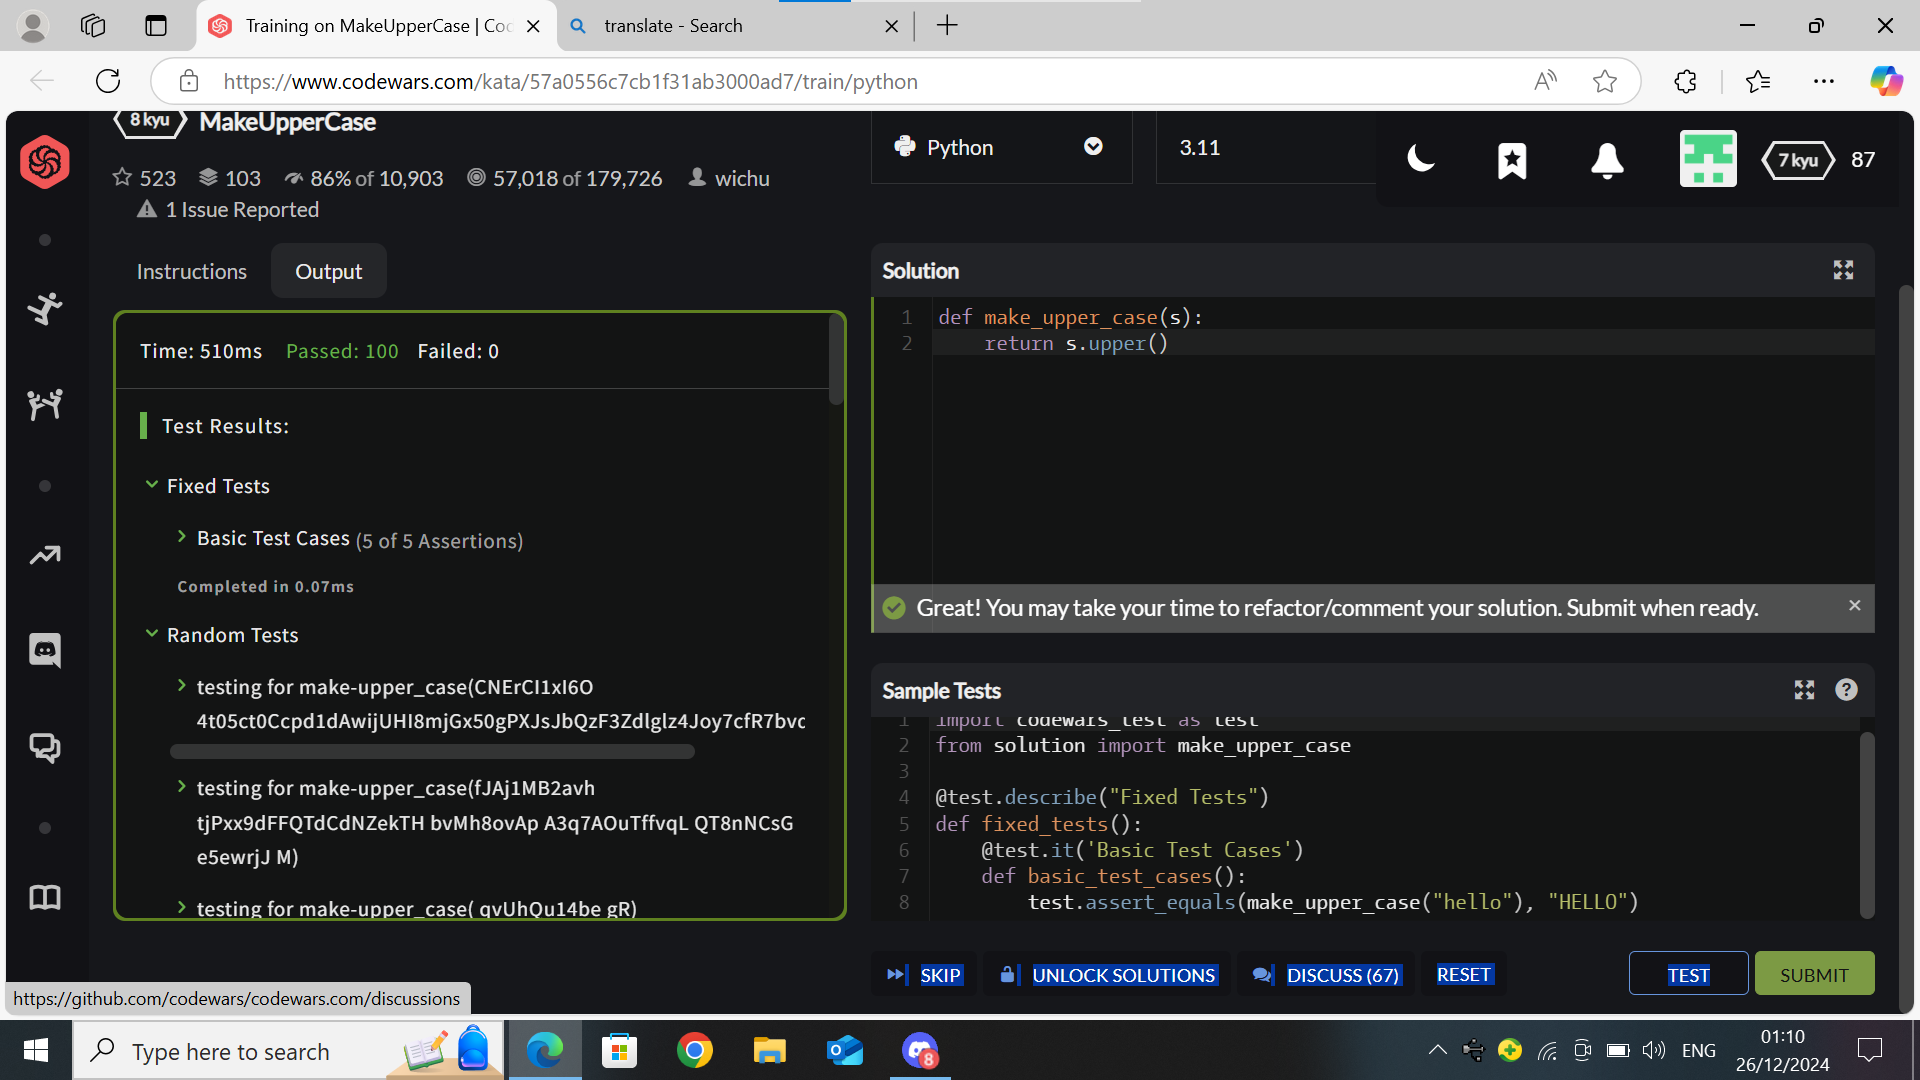 Training on MakeUpperCase | Coc
translate - Search
https://www.codewars.com/kata/57a0556c7cb1f31ab3000ad7/train/python
8 kyu
MakeUpperCase
523 103 86% of 10,903 57,018 of 179,726 wichu
1 Issue Reported
Python
3.11
7 kyu
87
Instructions
Output
Time: 510ms Passed: 100 Failed: 0
Test Results:
Fixed Tests
Basic Test Cases (5 of 5 Assertions)
Completed in 0.07ms
Random Tests
testing for make-upper_case(CNErCI1xI6O
4t05ct0Ccpd1dAwijUHI8mjGx50gPXJsJbQzF3Zdlglz4Joy7cfR7bvc
testing for make-upper_case(fJAj1MB2avh
tjPxx9dFFQTdCdNZekTH bvMh8ovAp A3q7AOuTffvqL QT8nNCsG
e5ewrjJ M)
testing for make-upper_case( qvUhQu14be gR)
Solution
1 def make_upper_case(s):
2     return s.upper()
Great! You may take your time to refactor/comment your solution. Submit when ready.
Sample Tests
1 import codewars_test as test
2 from solution import make_upper_case
3
4 @test.describe("Fixed Tests")
5 def fixed_tests():
6     @test.it('Basic Test Cases')
7     def basic_test_cases():
8         test.assert_equals(make_upper_case("hello"), "HELLO")
SKIP
UNLOCK SOLUTIONS
DISCUSS (67)
RESET
TEST
SUBMIT
https://github.com/codewars/codewars.com/discussions
Type here to search
8
ENG
01:10
26/12/2024